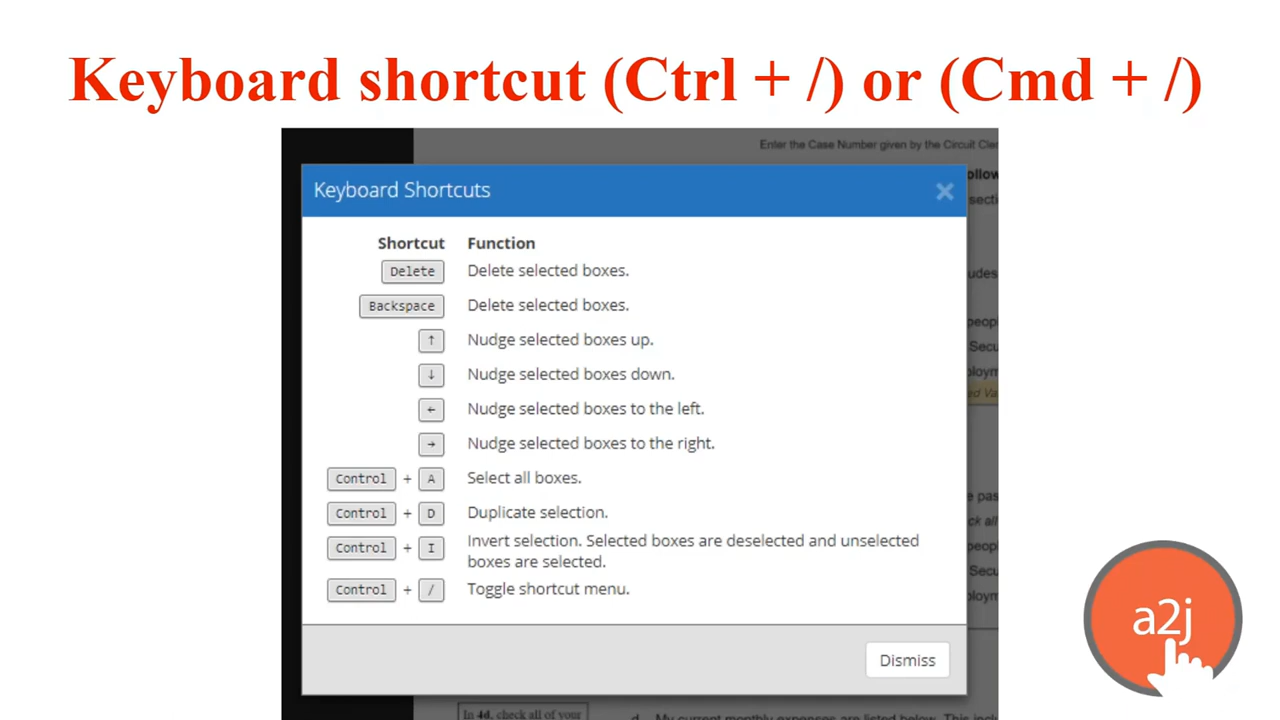 Keyboard shortcut (Ctrl + /) or (Cmd + /)
Enter the Case Number given by the Circuit
Keyboard Shortcuts
Shortcut Function
Delete Delete selected boxes.
Backspace Delete selected boxes.
↑ Nudge selected boxes up.
↓ Nudge selected boxes down.
← Nudge selected boxes to the left.
→ Nudge selected boxes to the right.
Control + A Select all boxes.
Control + D Duplicate selection.
Control + I Invert selection. Selected boxes are deselected and unselected
boxes are selected.
Control + / Toggle shortcut menu.
Dismiss
a2j
In 4d, check all of your
d. My current monthly expenses are listed below. This